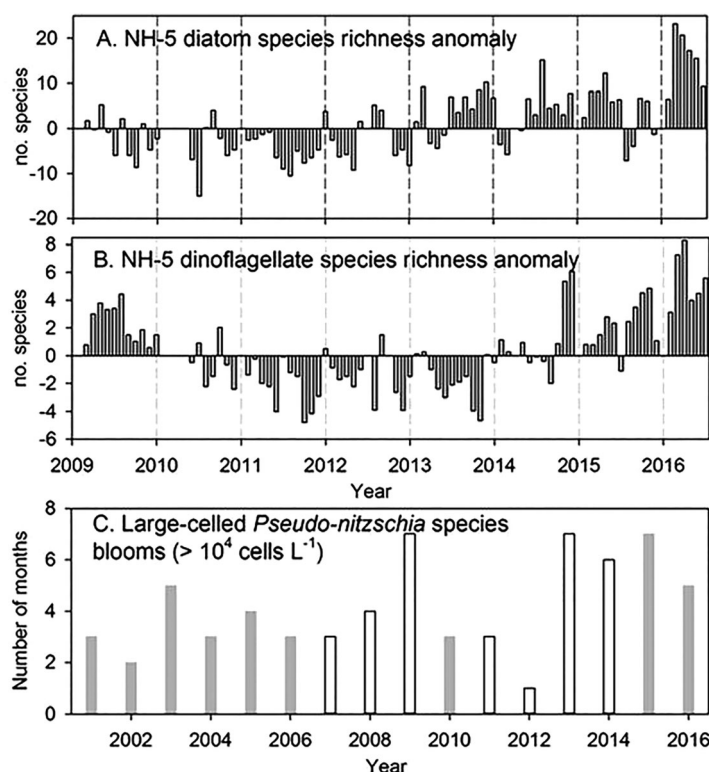 A. NH-5 diatom species richness anomaly
no. species
20
10
0
-10
-20
B. NH-5 dinoflagellate species richness anomaly
no. species
8
6
4
2
0
-2
-4
-6
2009 2010 2011 2012 2013 2014 2015 2016
Year
C. Large-celled Pseudo-nitzschia species
blooms (> 10⁴ cells L⁻¹)
Number of months
8
6
4
2
0
2002 2004 2006 2008 2010 2012 2014 2016
Year